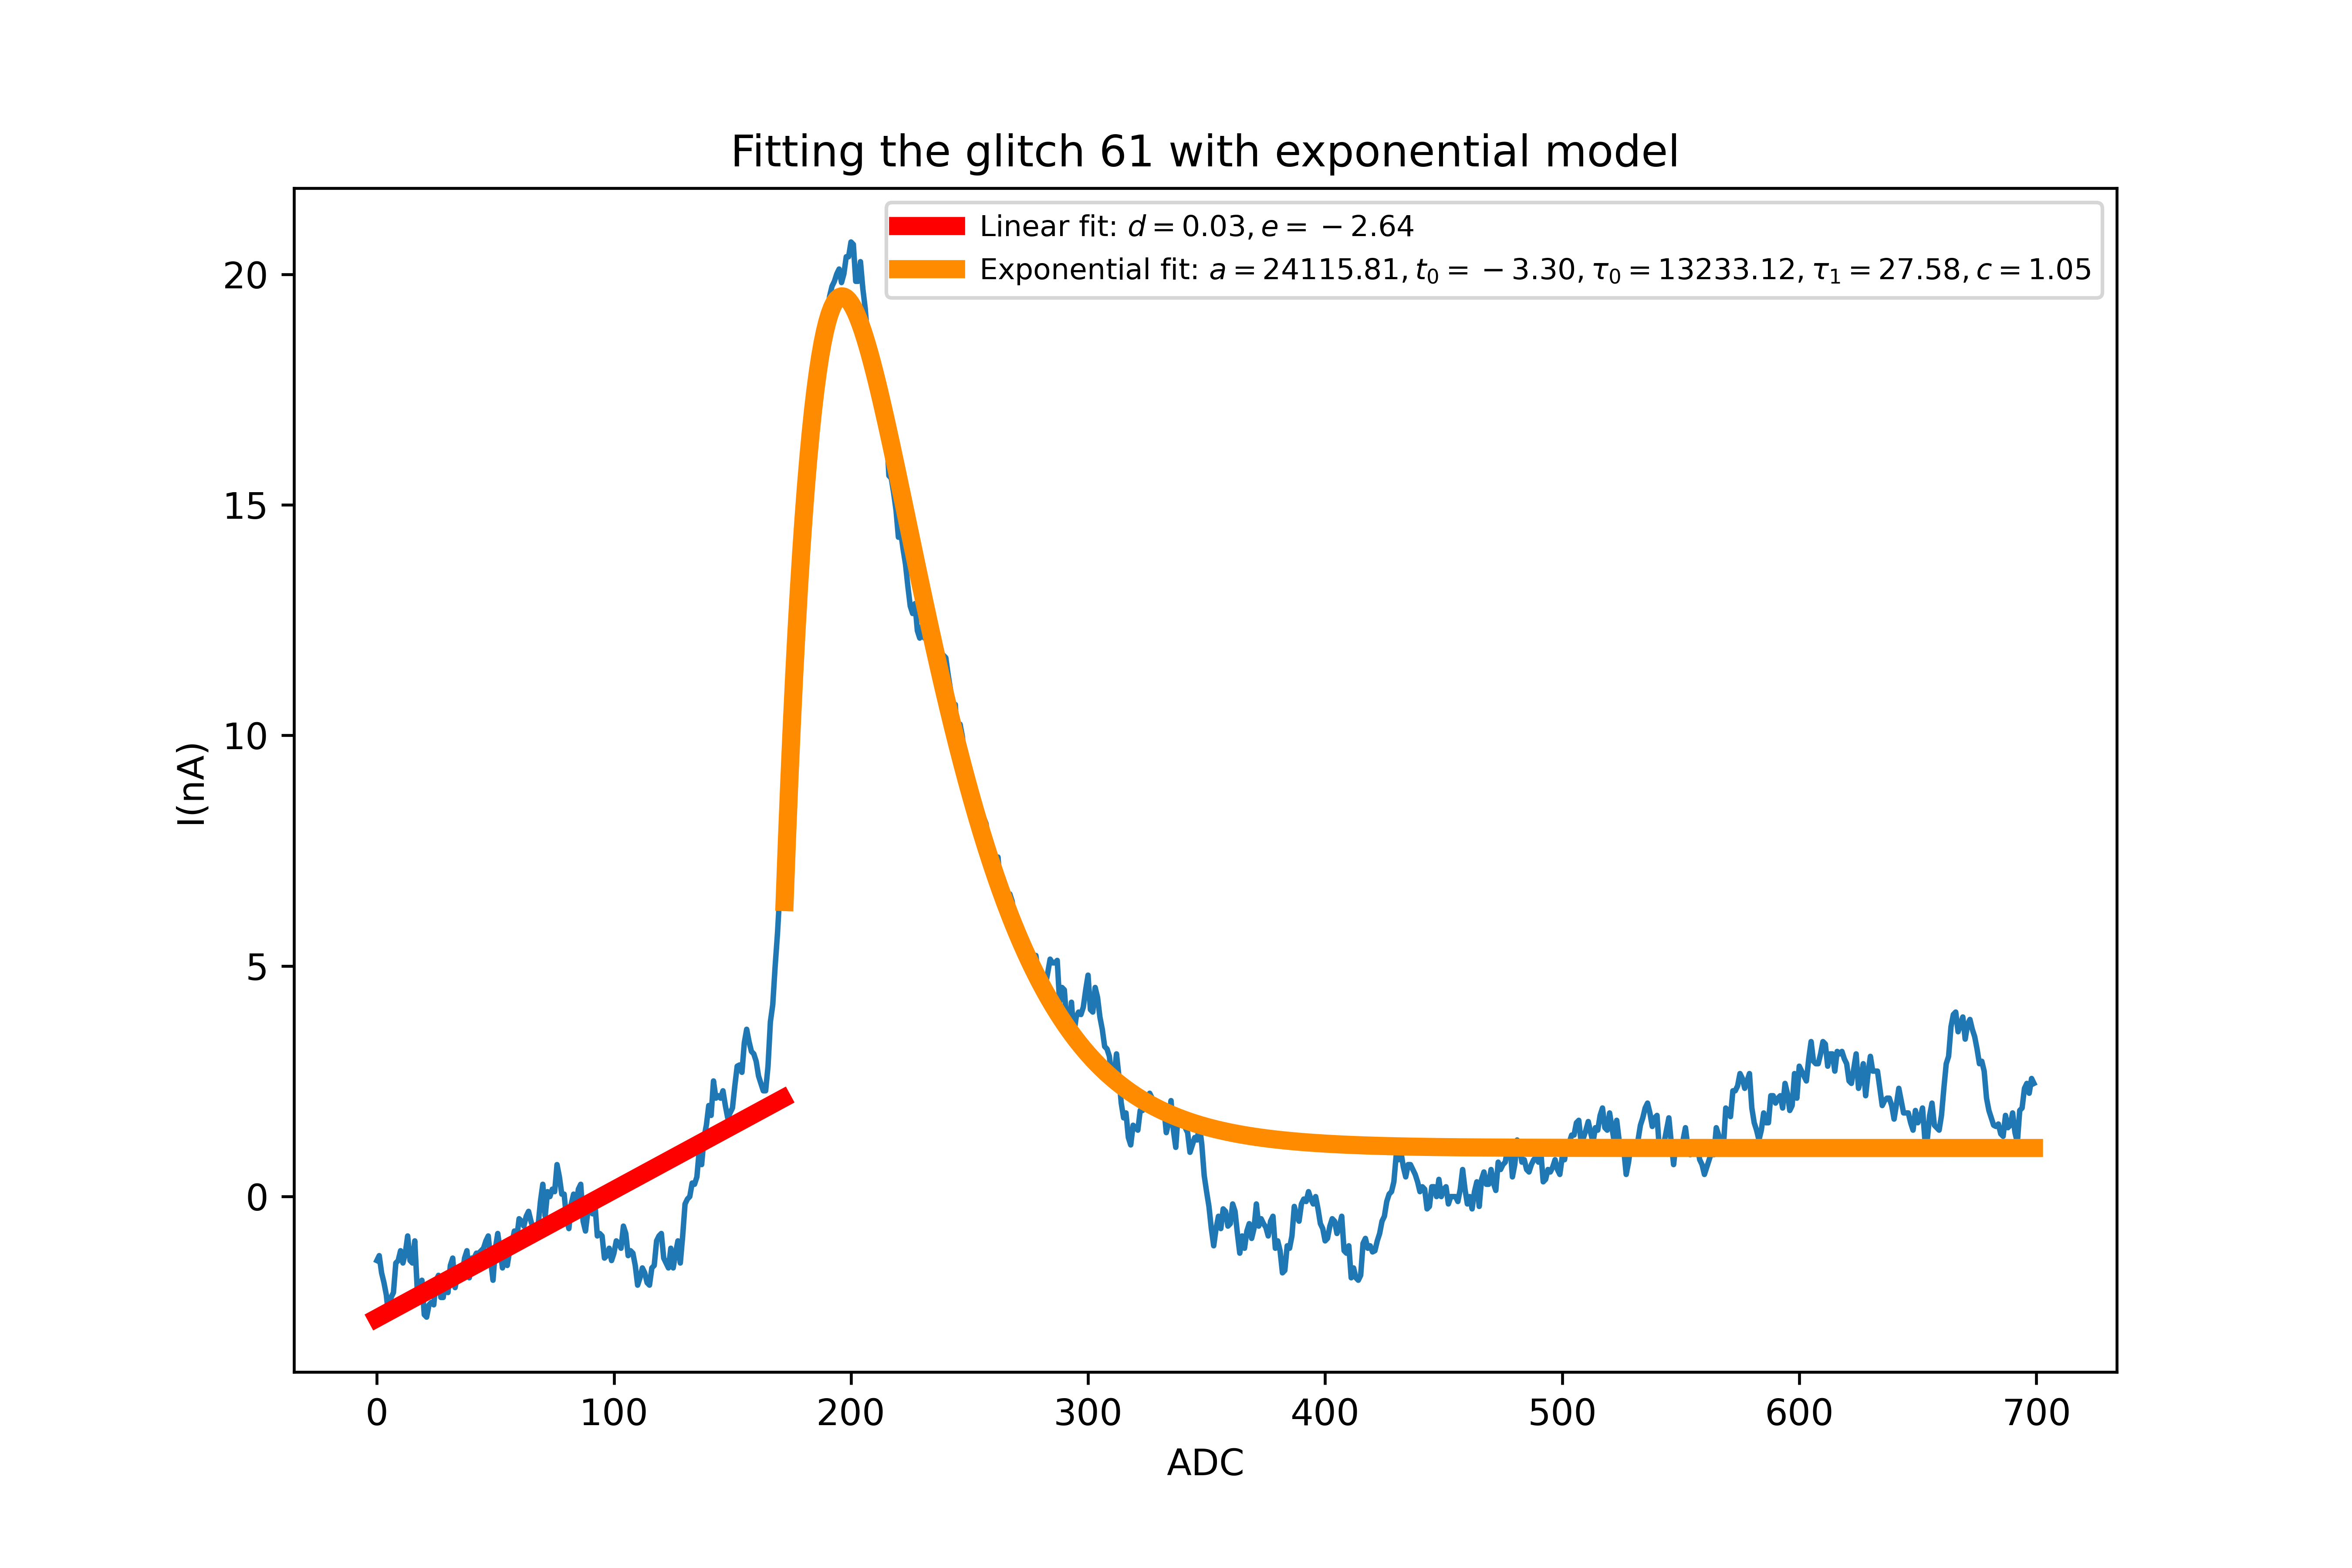 Fitting the glitch 61 with exponential model
Linear fit: d = 0.03, e = −2.64
Exponential fit: a = 24115.81, t₀ = −3.30, τ₀ = 13233.12, τ₁ = 27.58, c = 1.05
I(nA)
20
15
10
5
0
0 100 200 300 400 500 600 700
ADC